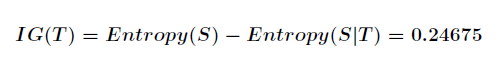 IG(T) = Entropy(S) − Entropy(S|T) = 0.24675